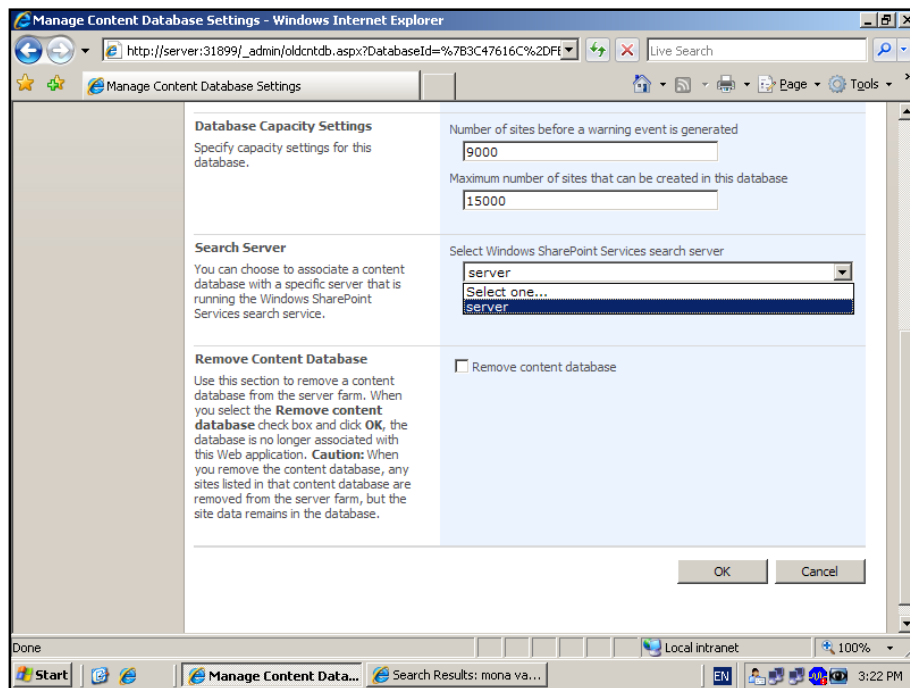 Manage Content Database Settings - Windows Internet Explorer
http://server:31899/_admin/oldcntdb.aspx?DatabaseId=%7B3C47616C%2DFE
Live Search
Manage Content Database Settings
Page
Tools
Database Capacity Settings
Specify capacity settings for this
database.
Number of sites before a warning event is generated
9000
Maximum number of sites that can be created in this database
15000
Search Server
You can choose to associate a content
database with a specific server that is
running the Windows SharePoint
Services search service.
Select Windows SharePoint Services search server
server
Select one...
server
Remove Content Database
Use this section to remove a content
database from the server farm. When
you select the Remove content
database check box and click OK, the
database is no longer associated with
this Web application. Caution: When
you remove the content database, any
sites listed in that content database are
removed from the server farm, but the
site data remains in the database.
Remove content database
OK
Cancel
Done
Local intranet
100%
Start
Manage Content Data...
Search Results: mona va...
EN
3:22 PM